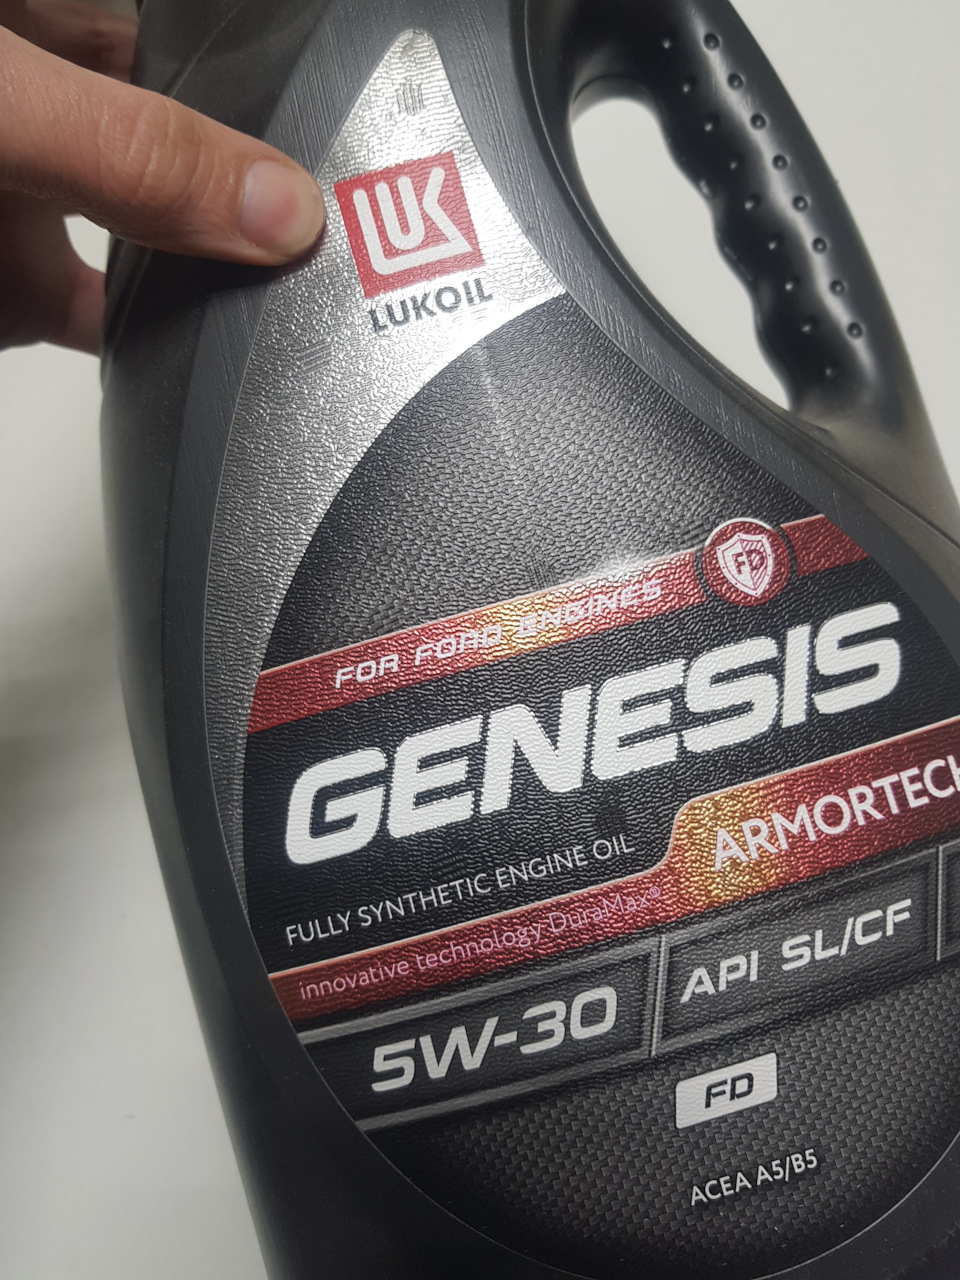 LUK
LUKOIL
FD
FOR FORD ENGINES
GENESIS
ARMORTECH
FULLY SYNTHETIC ENGINE OIL
innovative technology DuraMax®
5W-30
API SL/CF
FD
ACEA A5/B5